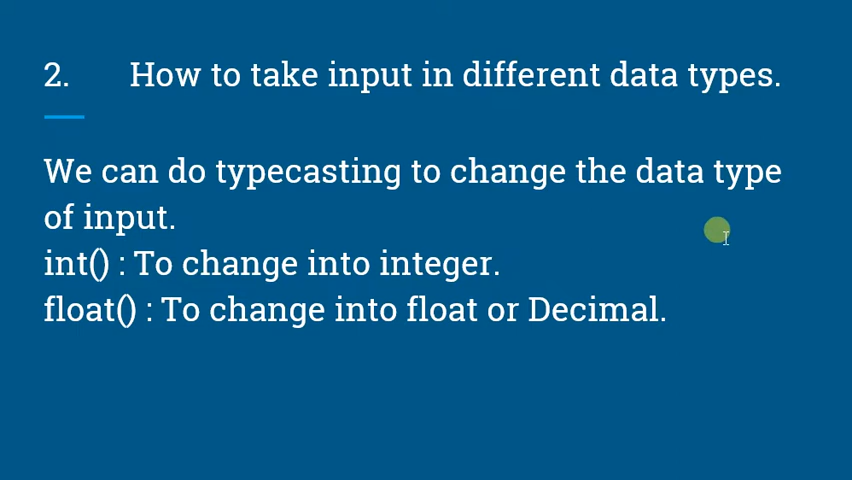 2. How to take input in different data types.
We can do typecasting to change the data type
of input.
int() : To change into integer.
float() : To change into float or Decimal.